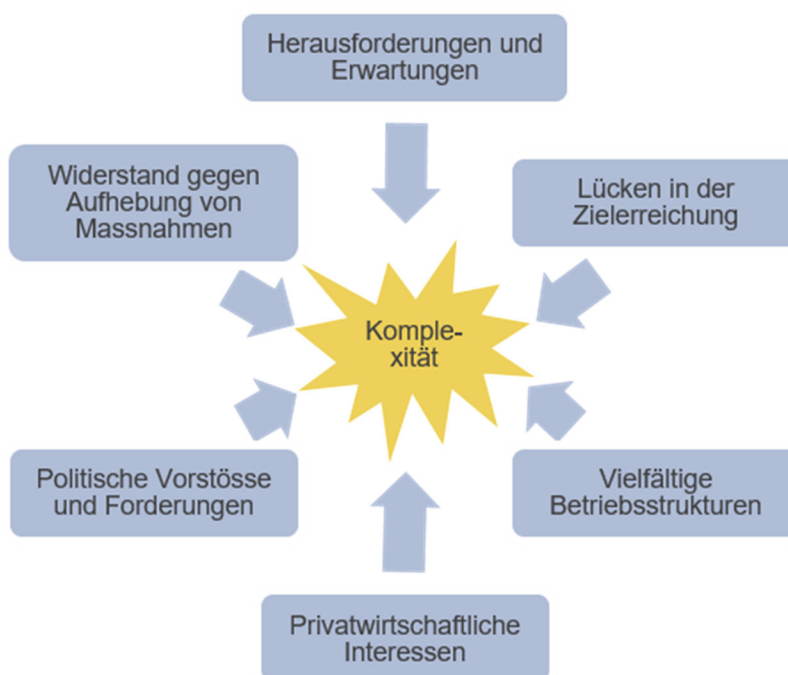 Herausforderungen und
Erwartungen
Widerstand gegen
Aufhebung von
Massnahmen
Lücken in der
Zielerreichung
Komple-
xität
Politische Vorstösse
und Forderungen
Vielfältige
Betriebsstrukturen
Privatwirtschaftliche
Interessen